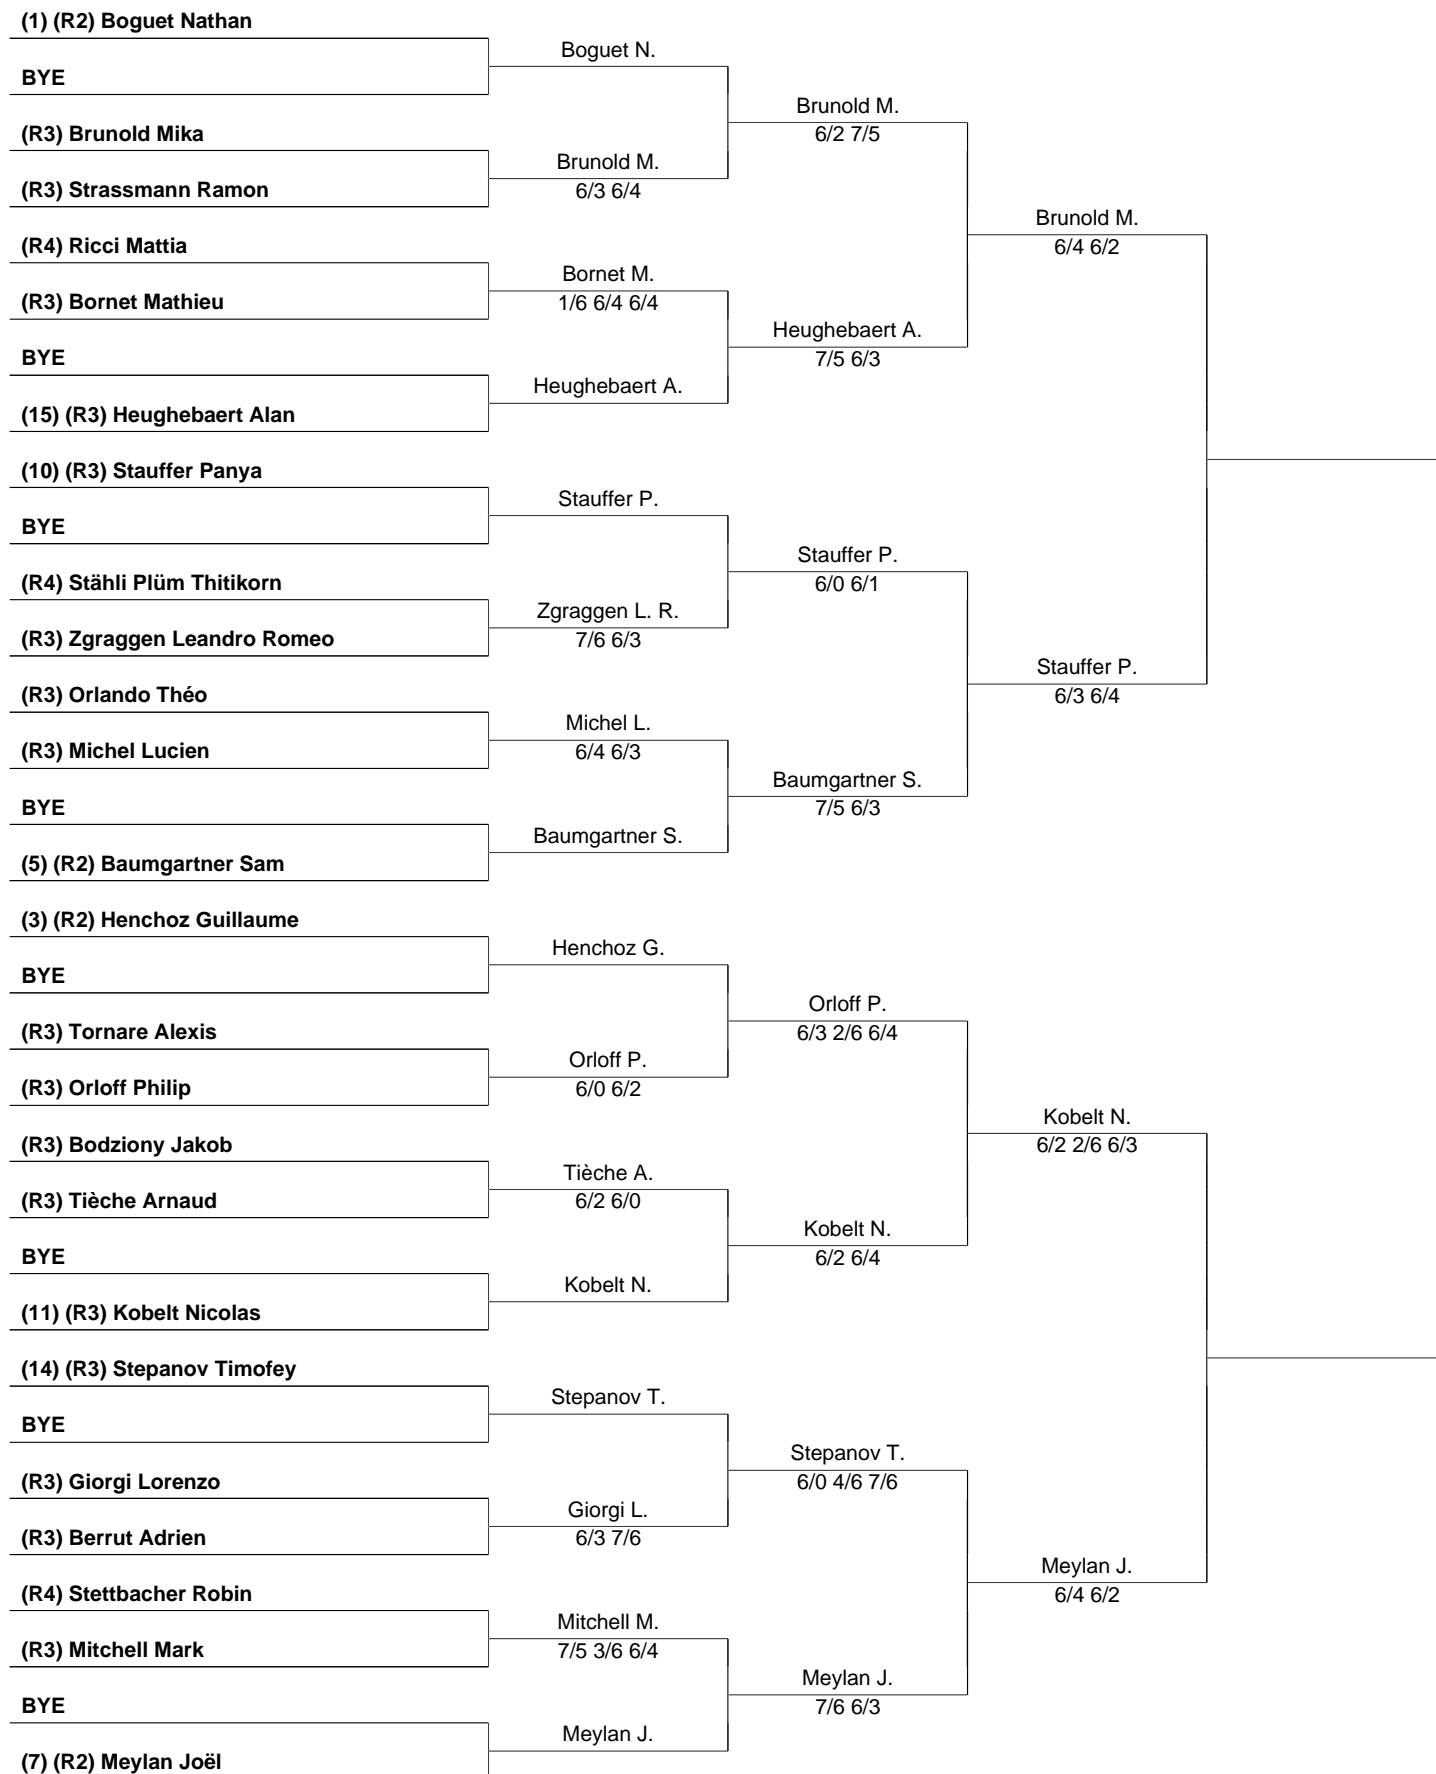 (1) (R2) Boguet Nathan
Boguet N.
BYE
Brunold M.
6/2 7/5
(R3) Brunold Mika
Brunold M.
6/3 6/4
(R3) Strassmann Ramon
Brunold M.
6/4 6/2
(R4) Ricci Mattia
Bornet M.
1/6 6/4 6/4
(R3) Bornet Mathieu
Heughebaert A.
7/5 6/3
BYE
Heughebaert A.
(15) (R3) Heughebaert Alan
(10) (R3) Stauffer Panya
Stauffer P.
BYE
Stauffer P.
6/0 6/1
(R4) Stähli Plüm Thitikorn
Zgraggen L. R.
7/6 6/3
(R3) Zgraggen Leandro Romeo
Stauffer P.
6/3 6/4
(R3) Orlando Théo
Michel L.
6/4 6/3
(R3) Michel Lucien
Baumgartner S.
7/5 6/3
BYE
Baumgartner S.
(5) (R2) Baumgartner Sam
(3) (R2) Henchoz Guillaume
Henchoz G.
BYE
Orloff P.
6/3 2/6 6/4
(R3) Tornare Alexis
Orloff P.
6/0 6/2
(R3) Orloff Philip
Kobelt N.
6/2 2/6 6/3
(R3) Bodziony Jakob
Tièche A.
6/2 6/0
(R3) Tièche Arnaud
Kobelt N.
6/2 6/4
BYE
Kobelt N.
(11) (R3) Kobelt Nicolas
(14) (R3) Stepanov Timofey
Stepanov T.
BYE
Stepanov T.
6/0 4/6 7/6
(R3) Giorgi Lorenzo
Giorgi L.
6/3 7/6
(R3) Berrut Adrien
Meylan J.
6/4 6/2
(R4) Stettbacher Robin
Mitchell M.
7/5 3/6 6/4
(R3) Mitchell Mark
Meylan J.
7/6 6/3
BYE
Meylan J.
(7) (R2) Meylan Joël